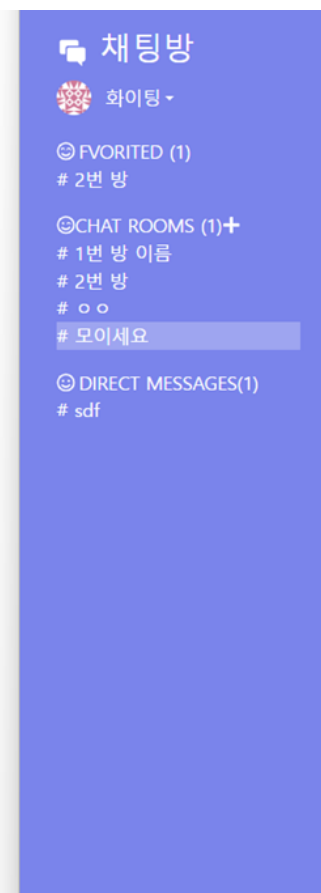 채팅방
화이팅
FVORITED (1)
# 2번 방
CHAT ROOMS (1)+
# 1번 방 이름
# 2번 방
# ㅇㅇ
# 모이세요
DIRECT MESSAGES(1)
# sdf